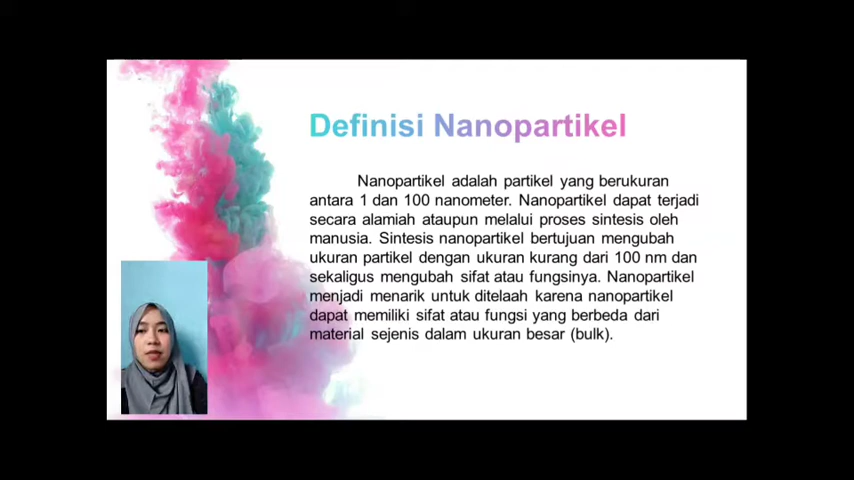 Definisi Nanopartikel
Nanopartikel adalah partikel yang berukuran
antara 1 dan 100 nanometer. Nanopartikel dapat terjadi
secara alamiah ataupun melalui proses sintesis oleh
manusia. Sintesis nanopartikel bertujuan mengubah
ukuran partikel dengan ukuran kurang dari 100 nm dan
sekaligus mengubah sifat atau fungsinya. Nanopartikel
menjadi menarik untuk ditelaah karena nanopartikel
dapat memiliki sifat atau fungsi yang berbeda dari
material sejenis dalam ukuran besar (bulk).